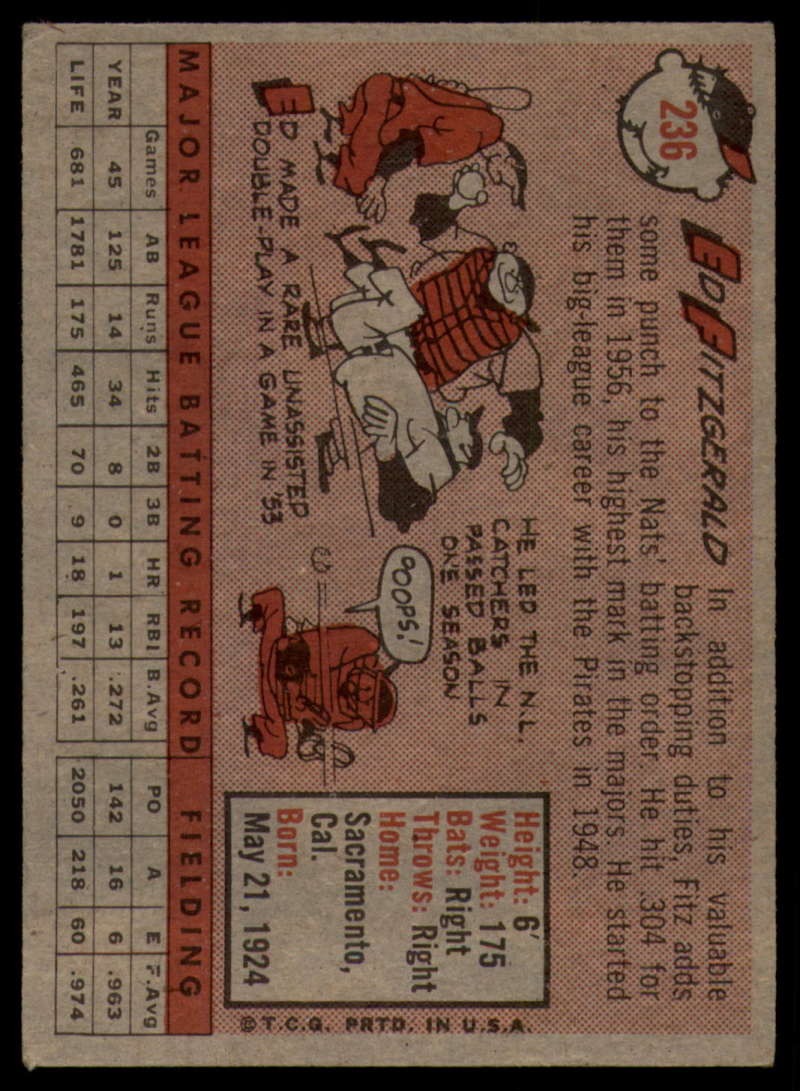 236
ED FITZGERALD
In addition to his valuable
backstopping duties, Fitz adds
some punch to the Nats' batting order. He hit .304 for
them in 1956, his highest mark in the majors. He started
his big-league career with the Pirates in 1948.
ED MADE A RARE UNASSISTED
DOUBLE-PLAY IN A GAME IN '53
HE LED THE N.L.
CATCHERS IN
PASSED BALLS
ONE SEASON
OOOPS!
Height: 6'
Weight: 175
Bats: Right
Throws: Right
Home:
Sacramento,
Cal.
Born:
May 21, 1924
© T.C.G. PRTD. IN U.S.A.
MAJOR LEAGUE BATTING RECORD FIELDING
Games AB Runs Hits 2B 3B HR RBI B.Avg PO A E F.Avg
YEAR 45 125 14 34 8 0 1 13 .272 142 16 6 .963
LIFE 681 1781 175 465 70 9 18 197 .261 2050 218 60 .974